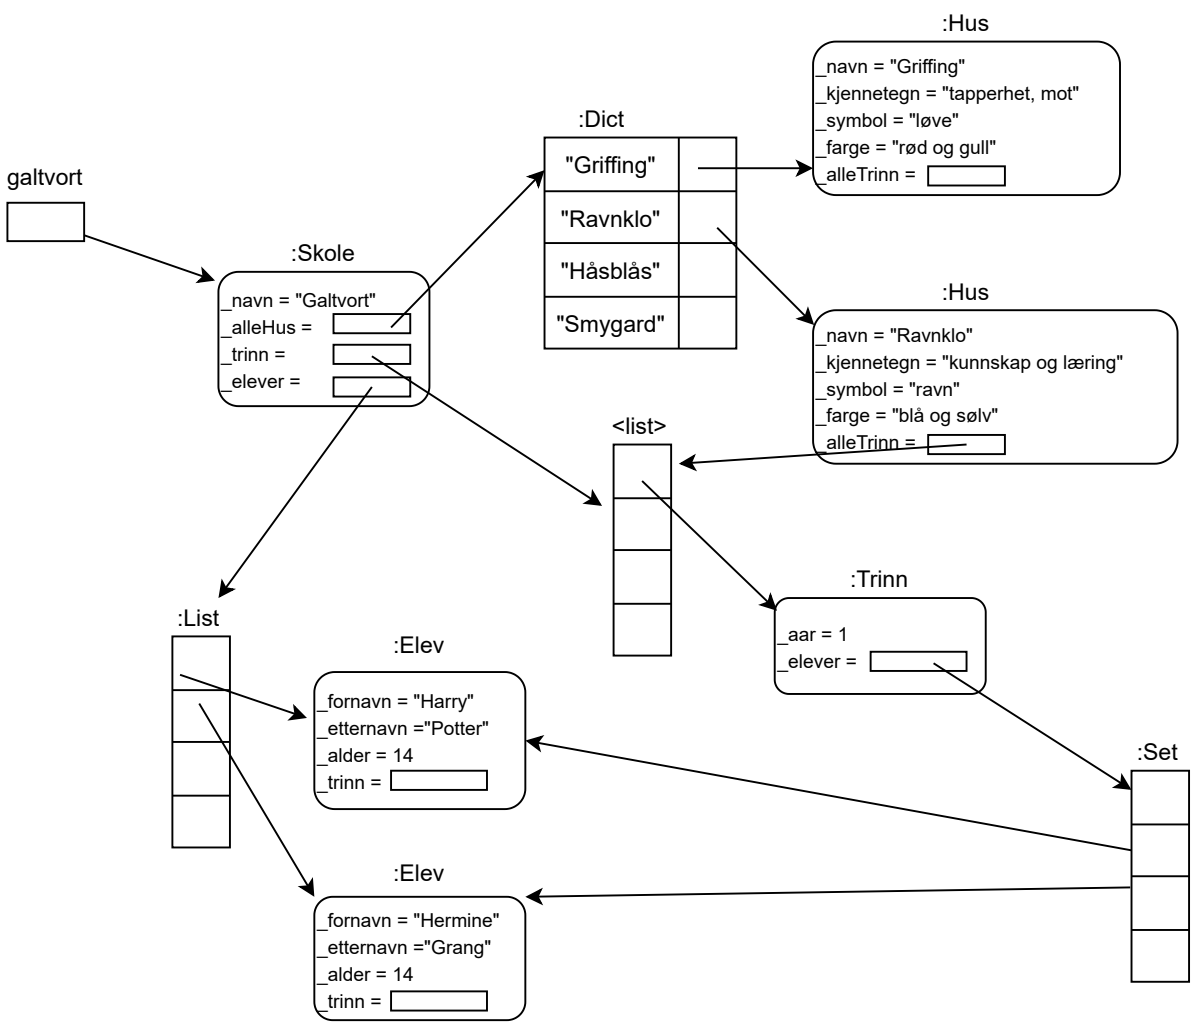 :Hus
_navn = "Griffing"
_kjennetegn = "tapperhet, mot"
_symbol = "løve"
_farge = "rød og gull"
_alleTrinn =
:Dict
"Griffing"
"Ravnklo"
"Håsblås"
"Smygard"
galtvort
:Skole
_navn = "Galtvort"
_alleHus =
_trinn =
_elever =
:Hus
_navn = "Ravnklo"
_kjennetegn = "kunnskap og læring"
_symbol = "ravn"
_farge = "blå og sølv"
_alleTrinn =
<list>
:Trinn
_aar = 1
_elever =
:List
:Elev
_fornavn = "Harry"
_etternavn ="Potter"
_alder = 14
_trinn =
:Set
:Elev
_fornavn = "Hermine"
_etternavn ="Grang"
_alder = 14
_trinn =